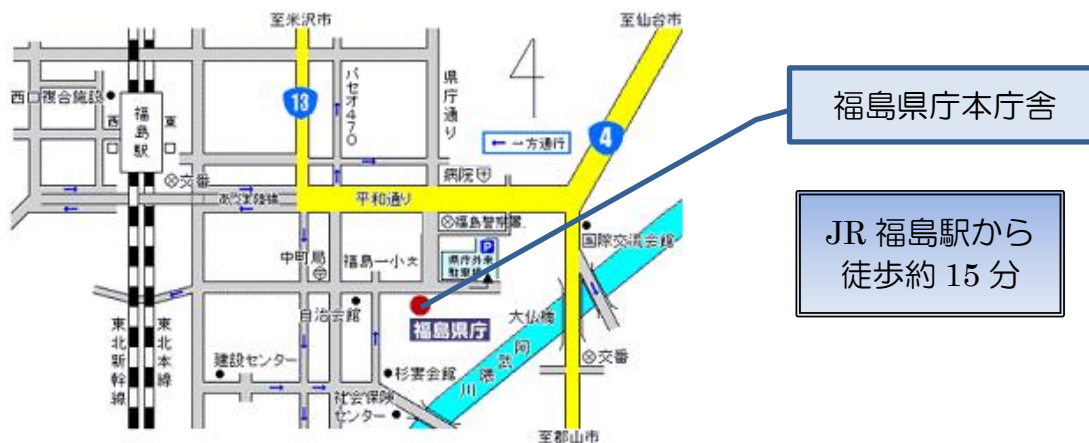 至米沢市
至仙台市
13
パセオ470
県庁通り
4
一方通行
西口複合施設
西
福島駅
東
交番
病院
あづま陸橋
平和通り
福島警察署
P
県庁外来
駐車場
国際交流会館
中町局
福島一小
文
自治会館
福島県庁
大仏橋
阿武隈川
東北新幹線
東北本線
建設センター
杉妻会館
交番
社会保険
センター
至郡山市
福島県庁本庁舎
JR 福島駅から
徒歩約 15 分